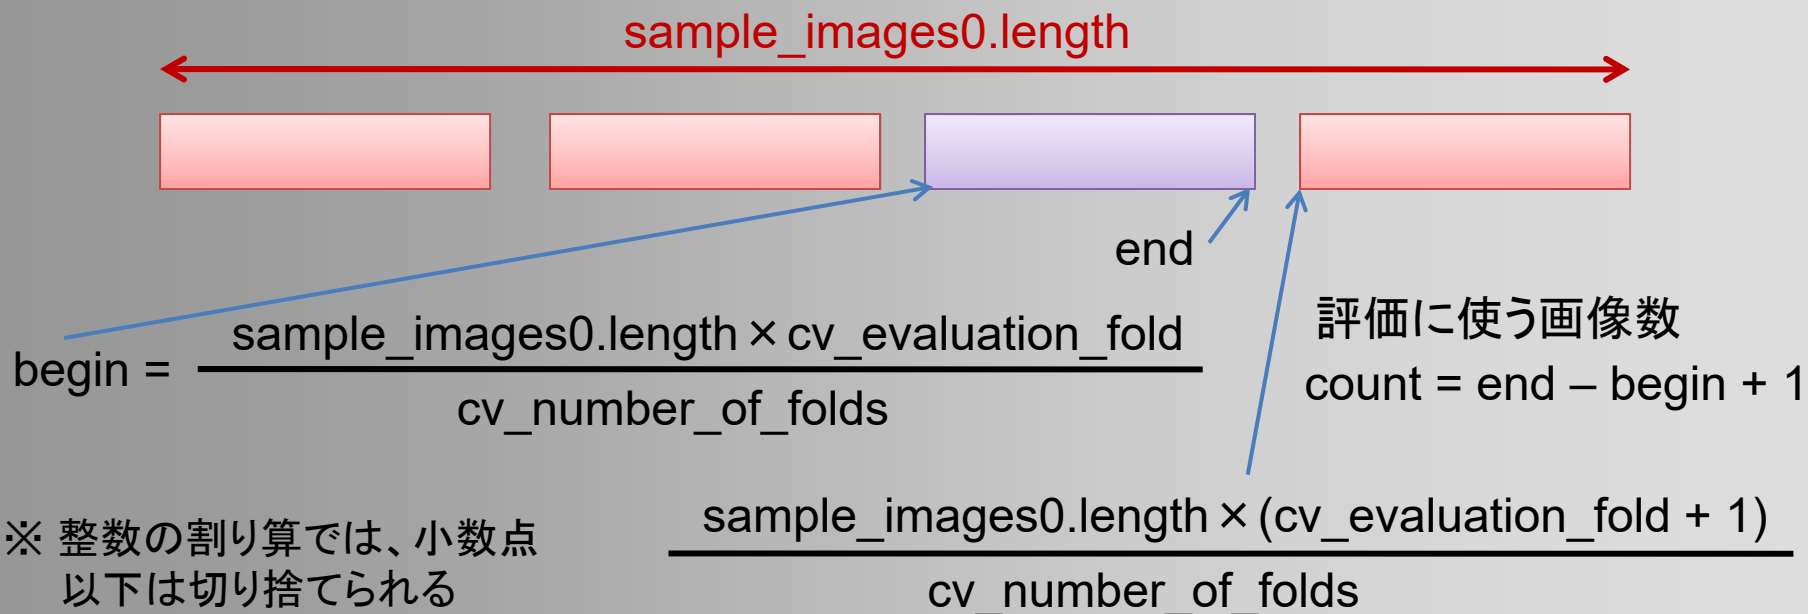 sample_images0.length
end
begin =
sample_images0.length × cv_evaluation_fold
cv_number_of_folds
評価に使う画像数
count = end – begin + 1
※ 整数の割り算では、小数点
以下は切り捨てられる
sample_images0.length × (cv_evaluation_fold + 1)
cv_number_of_folds